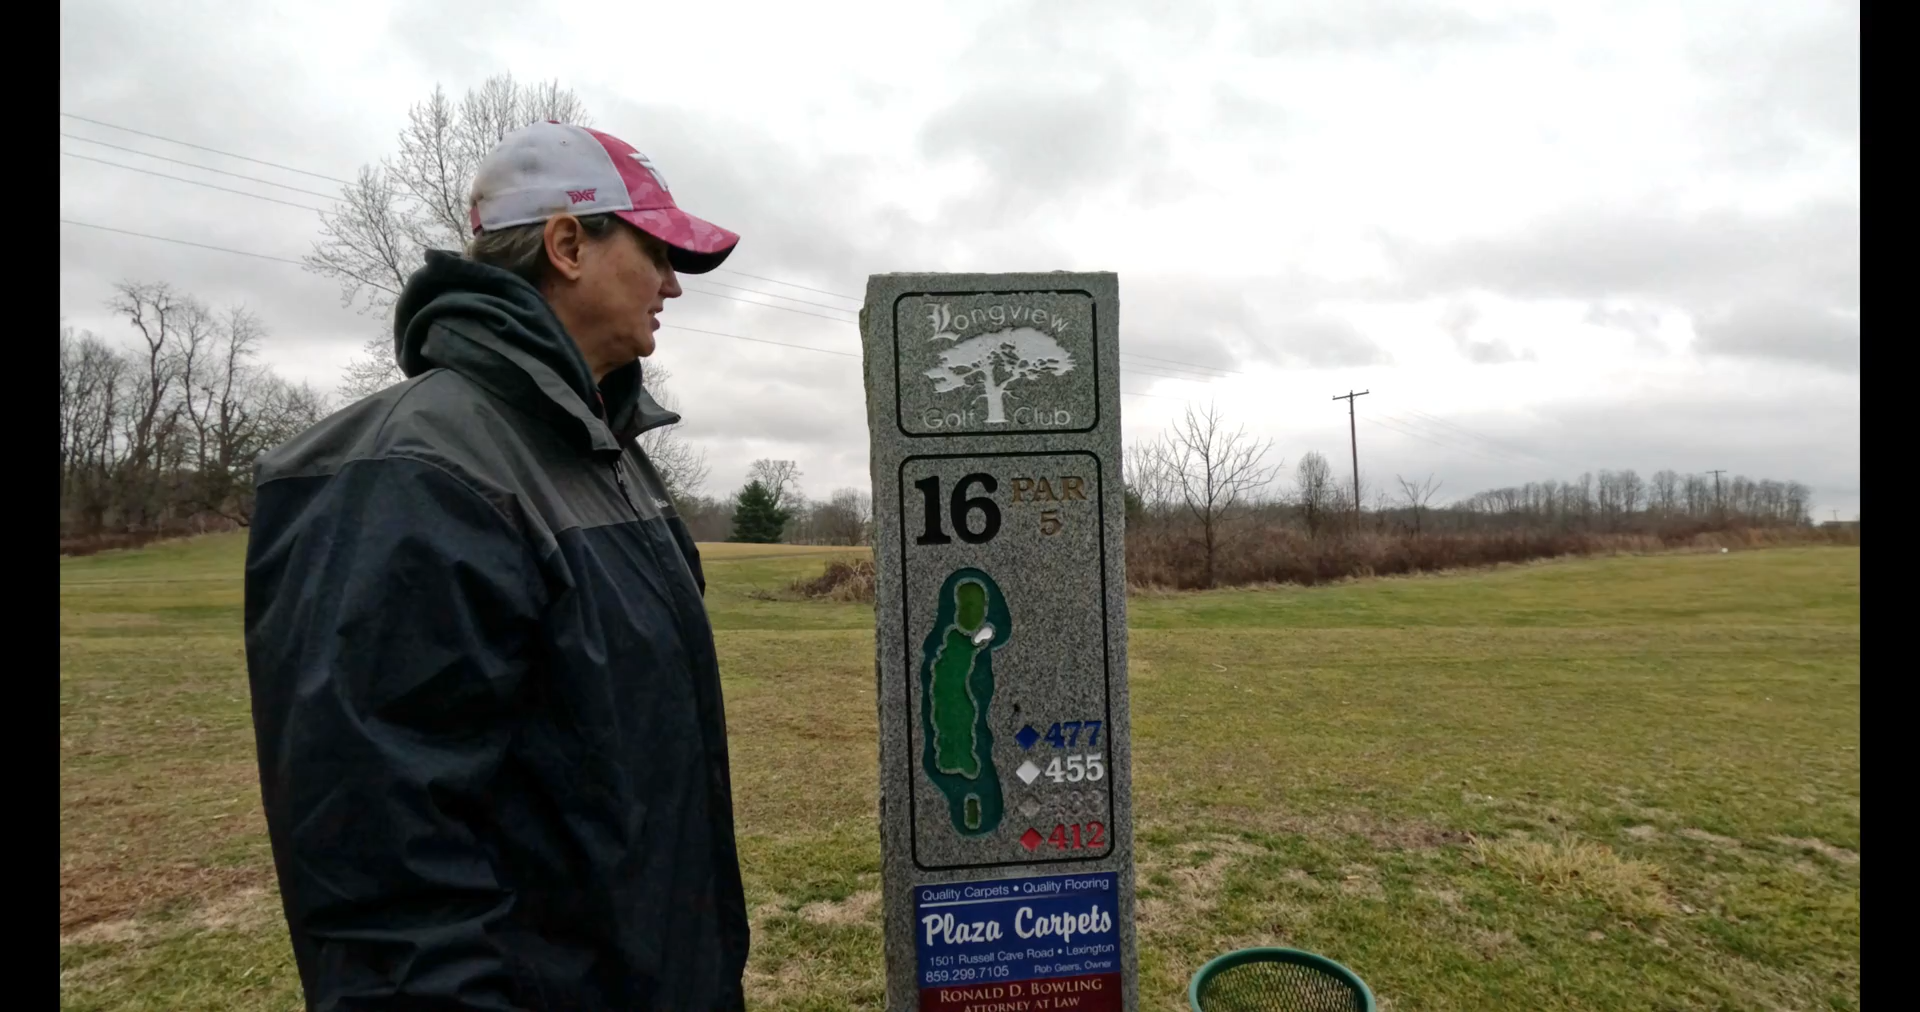 PXG
Longview
Golf Club
16 PAR
5
477
455
412
Quality Carpets • Quality Flooring
Plaza Carpets
1501 Russell Cave Road • Lexington
859.299.7105 Rob Geers, Owner
RONALD D. BOWLING
ATTORNEY AT LAW